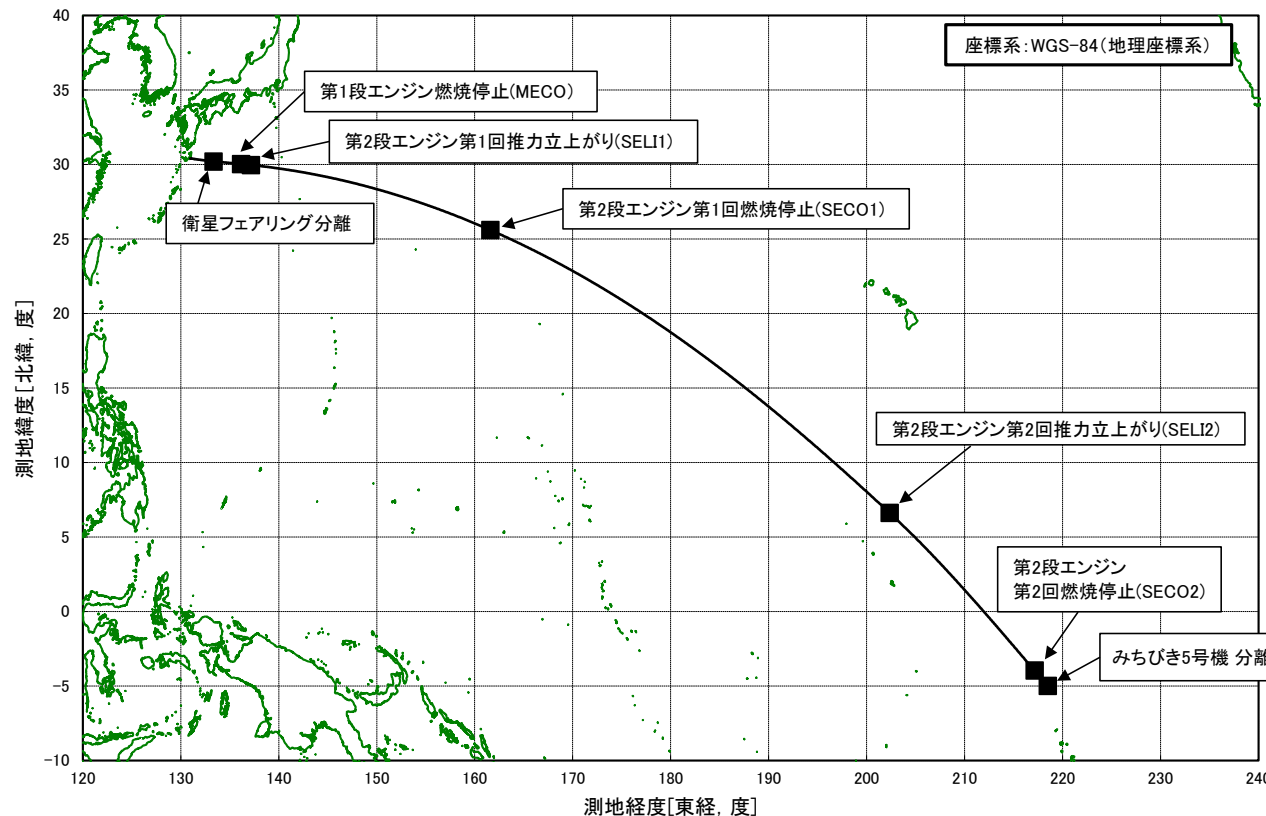 座標系:WGS-84(地理座標系)
第1段エンジン燃焼停止(MECO)
第2段エンジン第1回推力立上がり(SELI1)
衛星フェアリング分離
第2段エンジン第1回燃焼停止(SECO1)
第2段エンジン第2回推力立上がり(SELI2)
第2段エンジン
第2回燃焼停止(SECO2)
みちびき5号機 分離
測地緯度[北緯, 度]
40
35
30
25
20
15
10
5
0
-5
-10
120 130 140 150 160 170 180 190 200 210 220 230 240
測地経度[東経, 度]